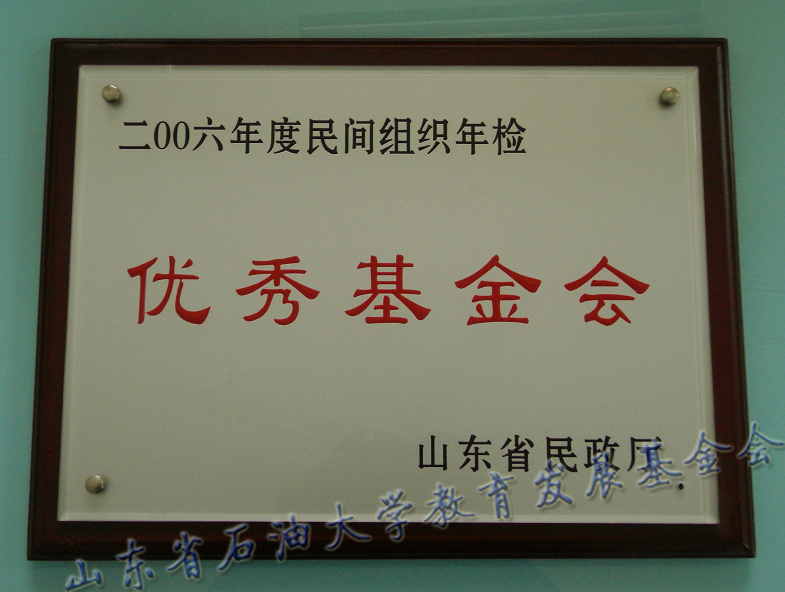 二00六年度民间组织年检
优秀基金会
山东省民政厅
山东省石油大学教育发展基金会